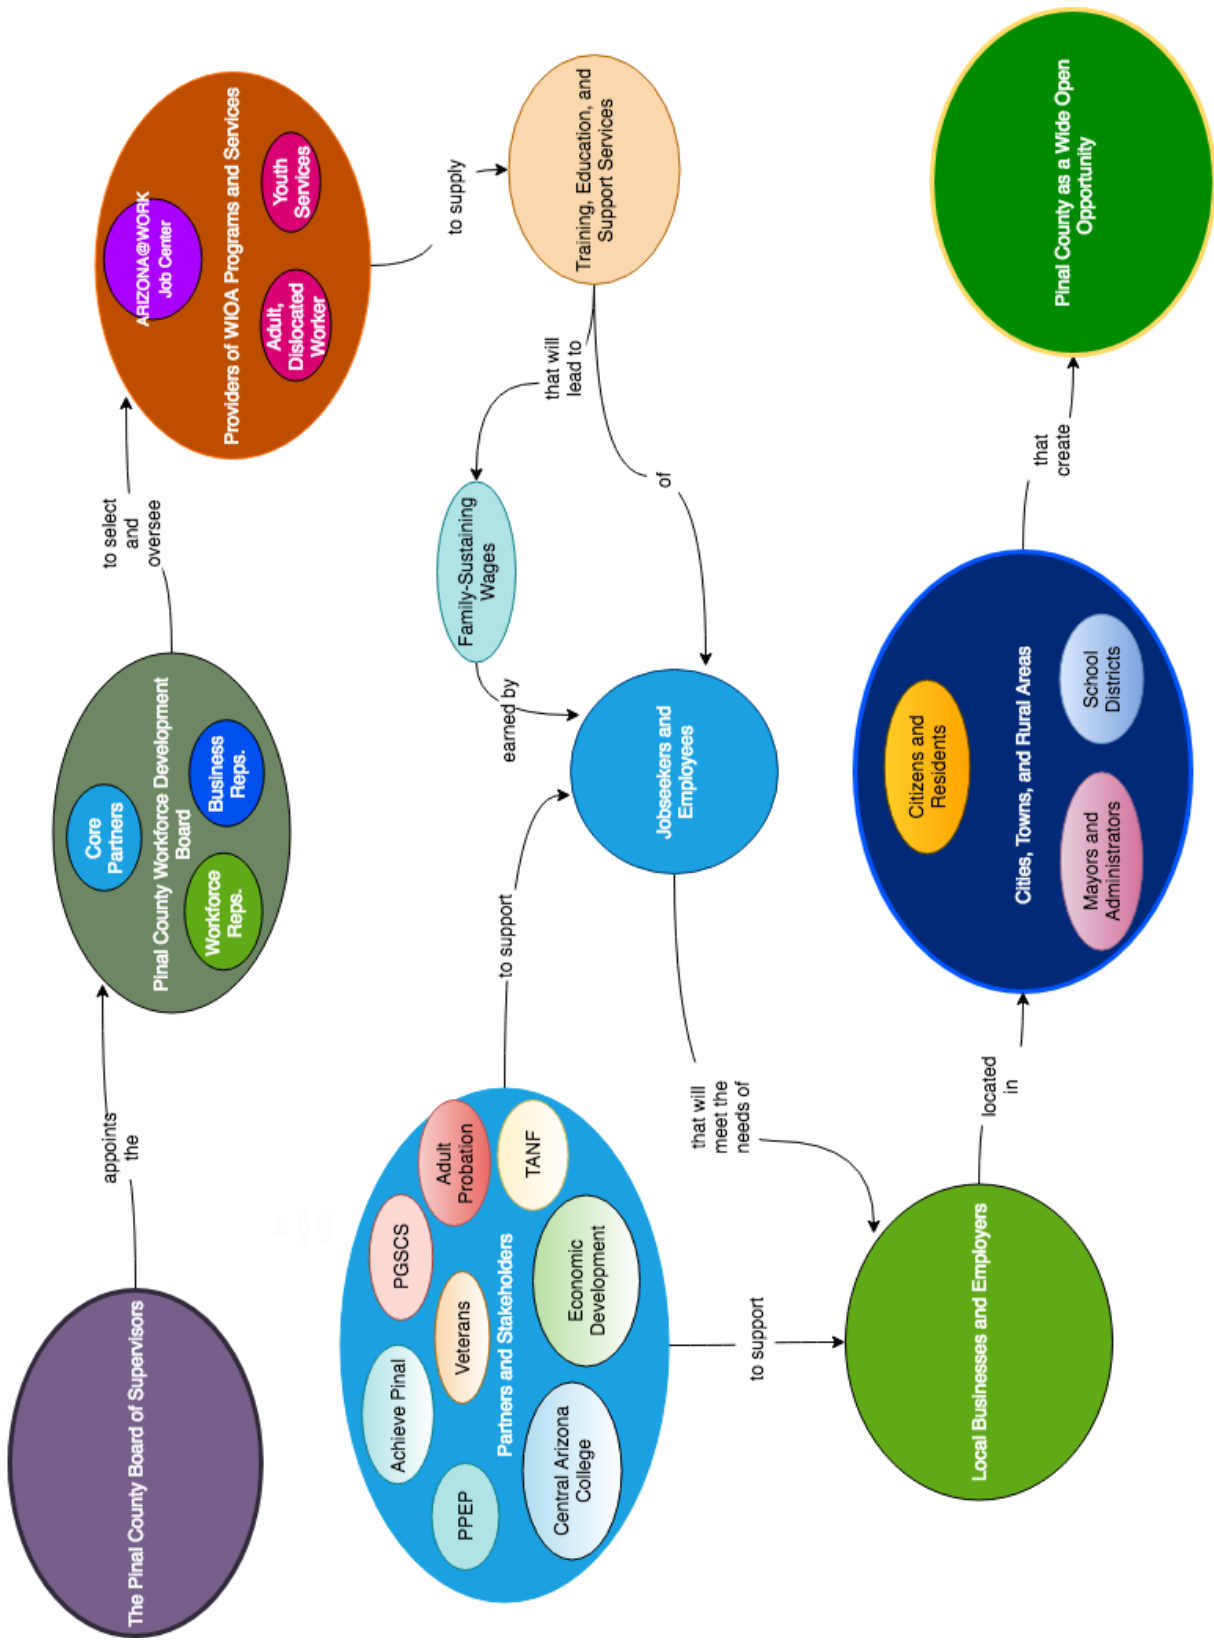 The Pinal County Board of Supervisors
appoints
the
Core
Partners
Pinal County Workforce Development
Board
Workforce
Reps.
Business
Reps.
to select
and
oversee
ARIZONA@WORK
Job Center
Providers of WIOA Programs and Services
Adult,
Dislocated
Worker
Youth
Services
to supply
Training, Education, and
Support Services
that will
lead to
Family-Sustaining
Wages
earned by
of
Jobseekers and
Employees
Achieve Pinal
PGSCS
Adult
Probation
PPEP
Veterans
Partners and Stakeholders
TANF
Central Arizona
College
Economic
Development
to support
that will
meet the
needs of
to support
Local Businesses and Employers
located
in
Citizens and
Residents
Cities, Towns, and Rural Areas
Mayors and
Administrators
School
Districts
that
create
Pinal County as a Wide Open
Opportunity